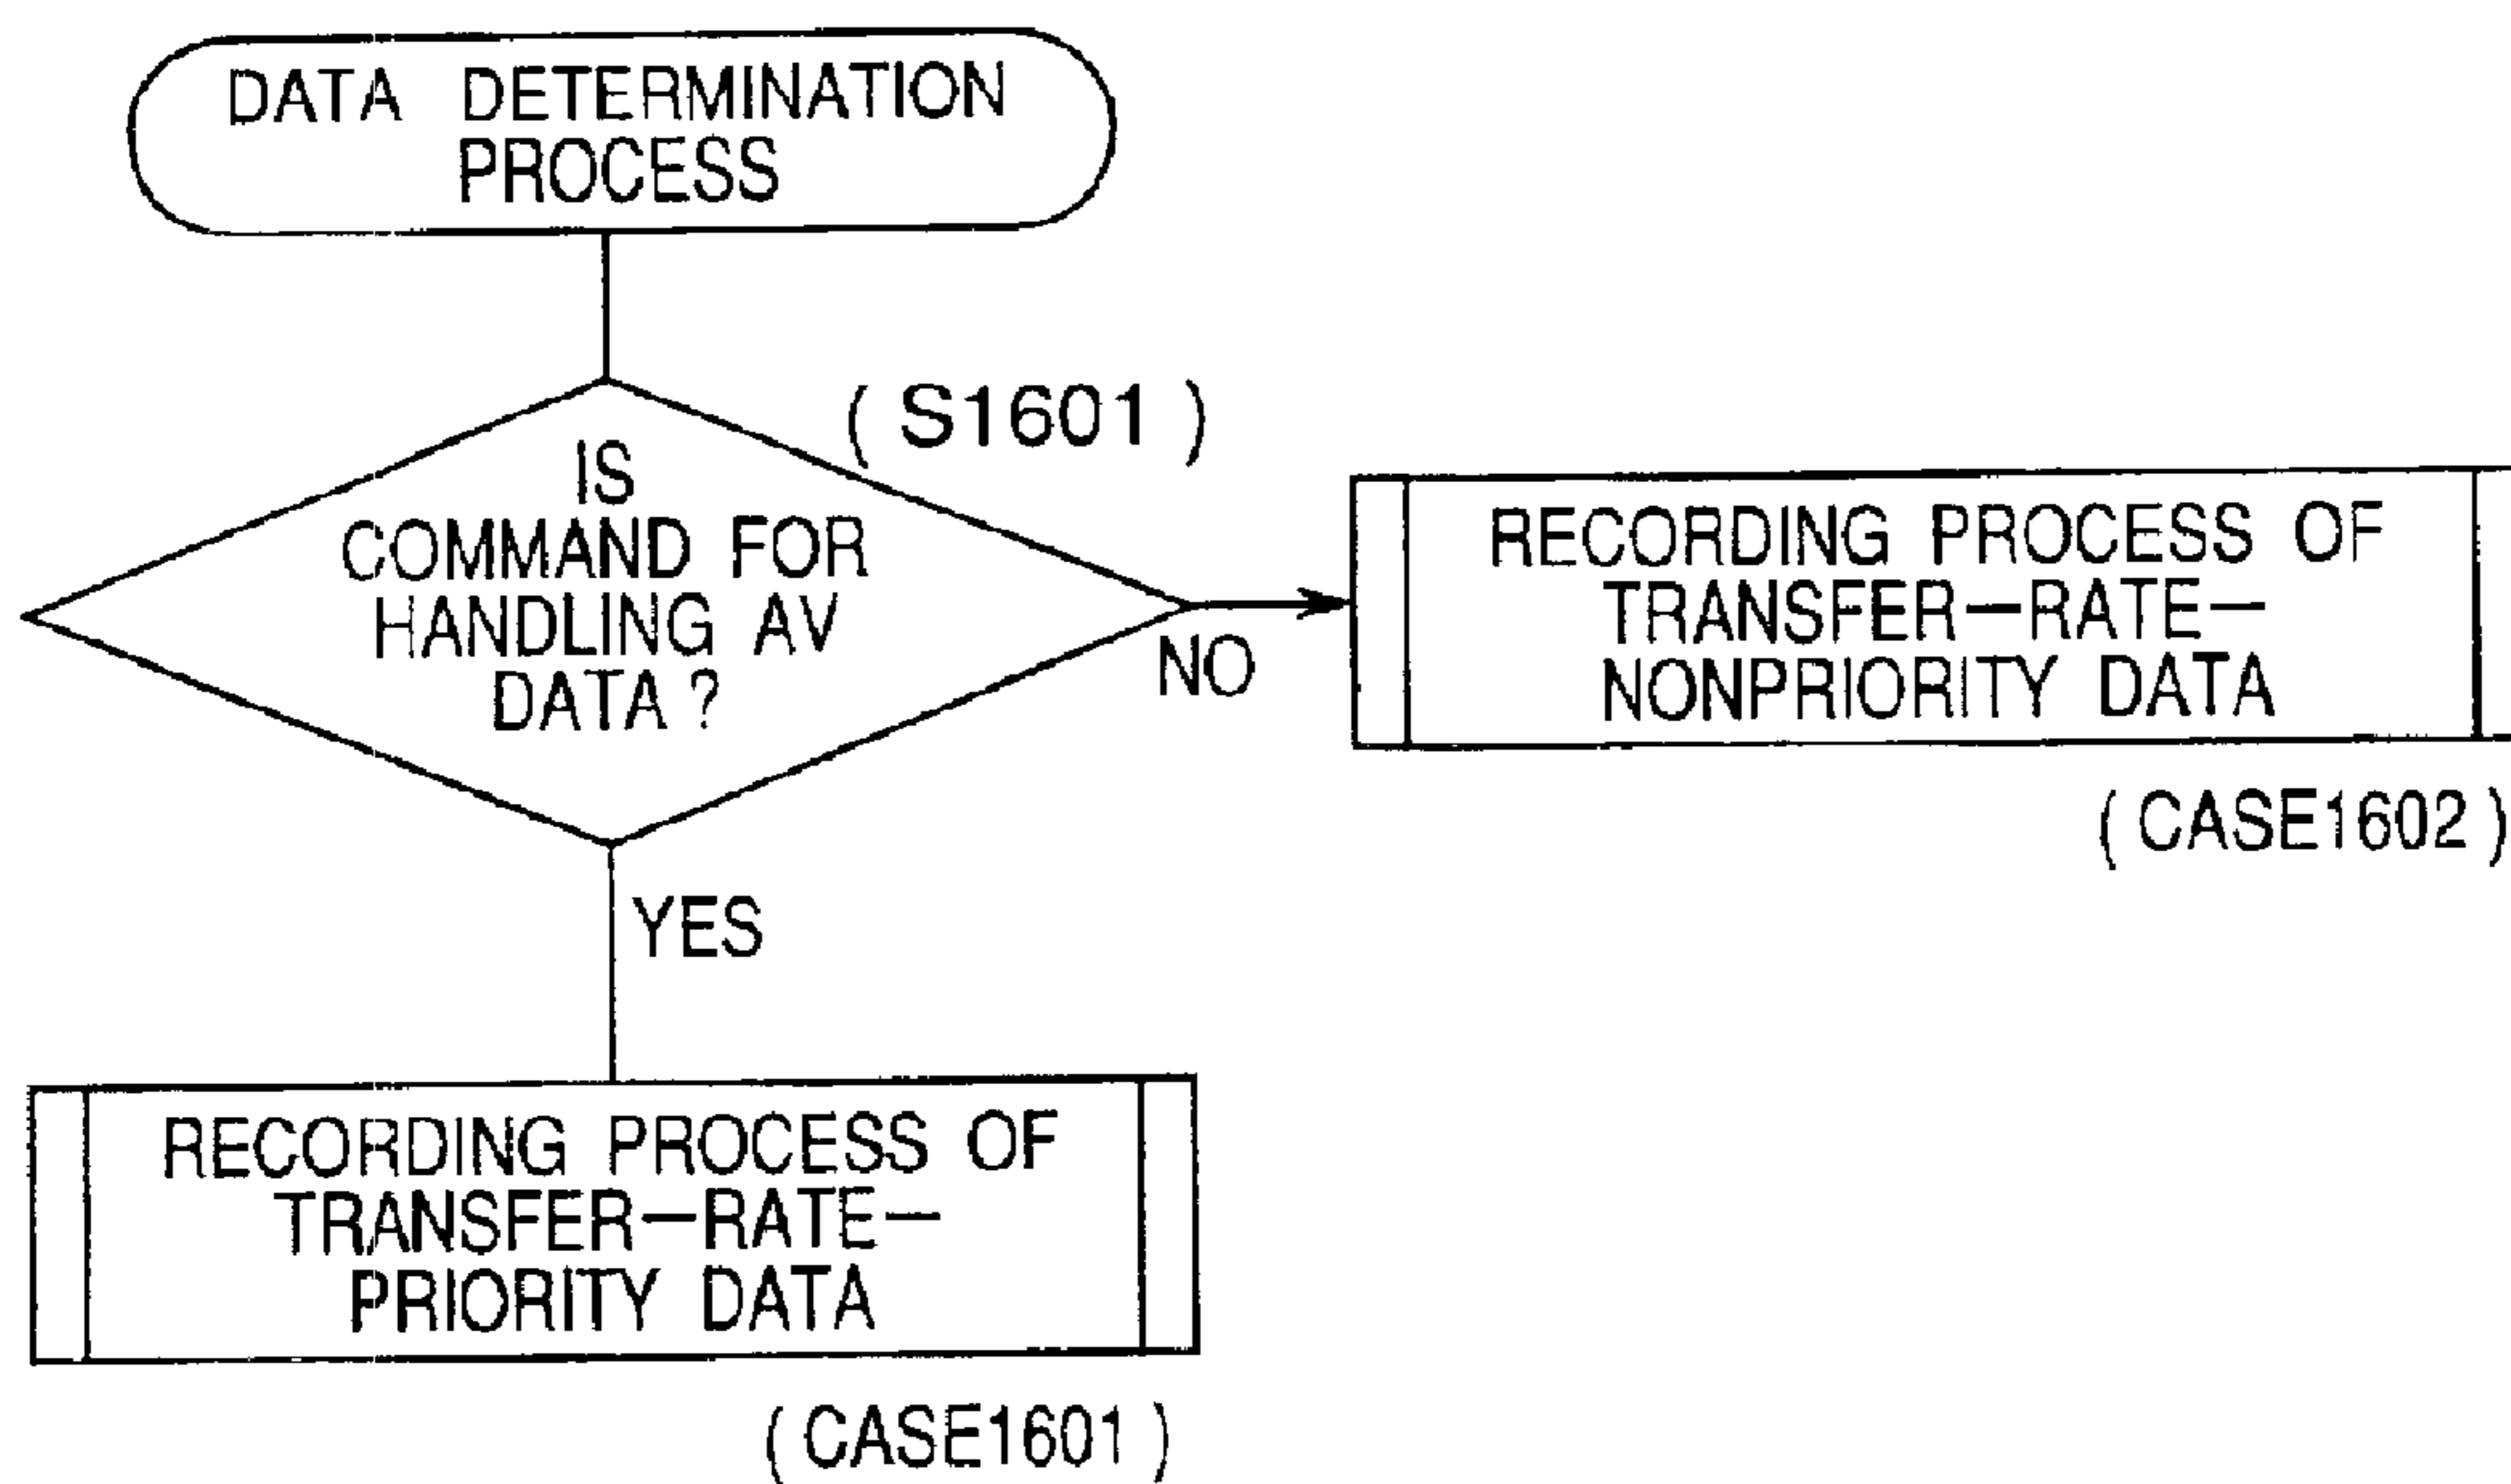 DATA DETERMINATION
PROCESS
( S1601 )
IS
COMMAND FOR
HANDLING AV
DATA ?
NO
RECORDING PROCESS OF
TRANSFER—RATE—
NONPRIORITY DATA
( CASE1602 )
YES
RECORDING PROCESS OF
TRANSFER—RATE—
PRIORITY DATA
( CASE1601 )